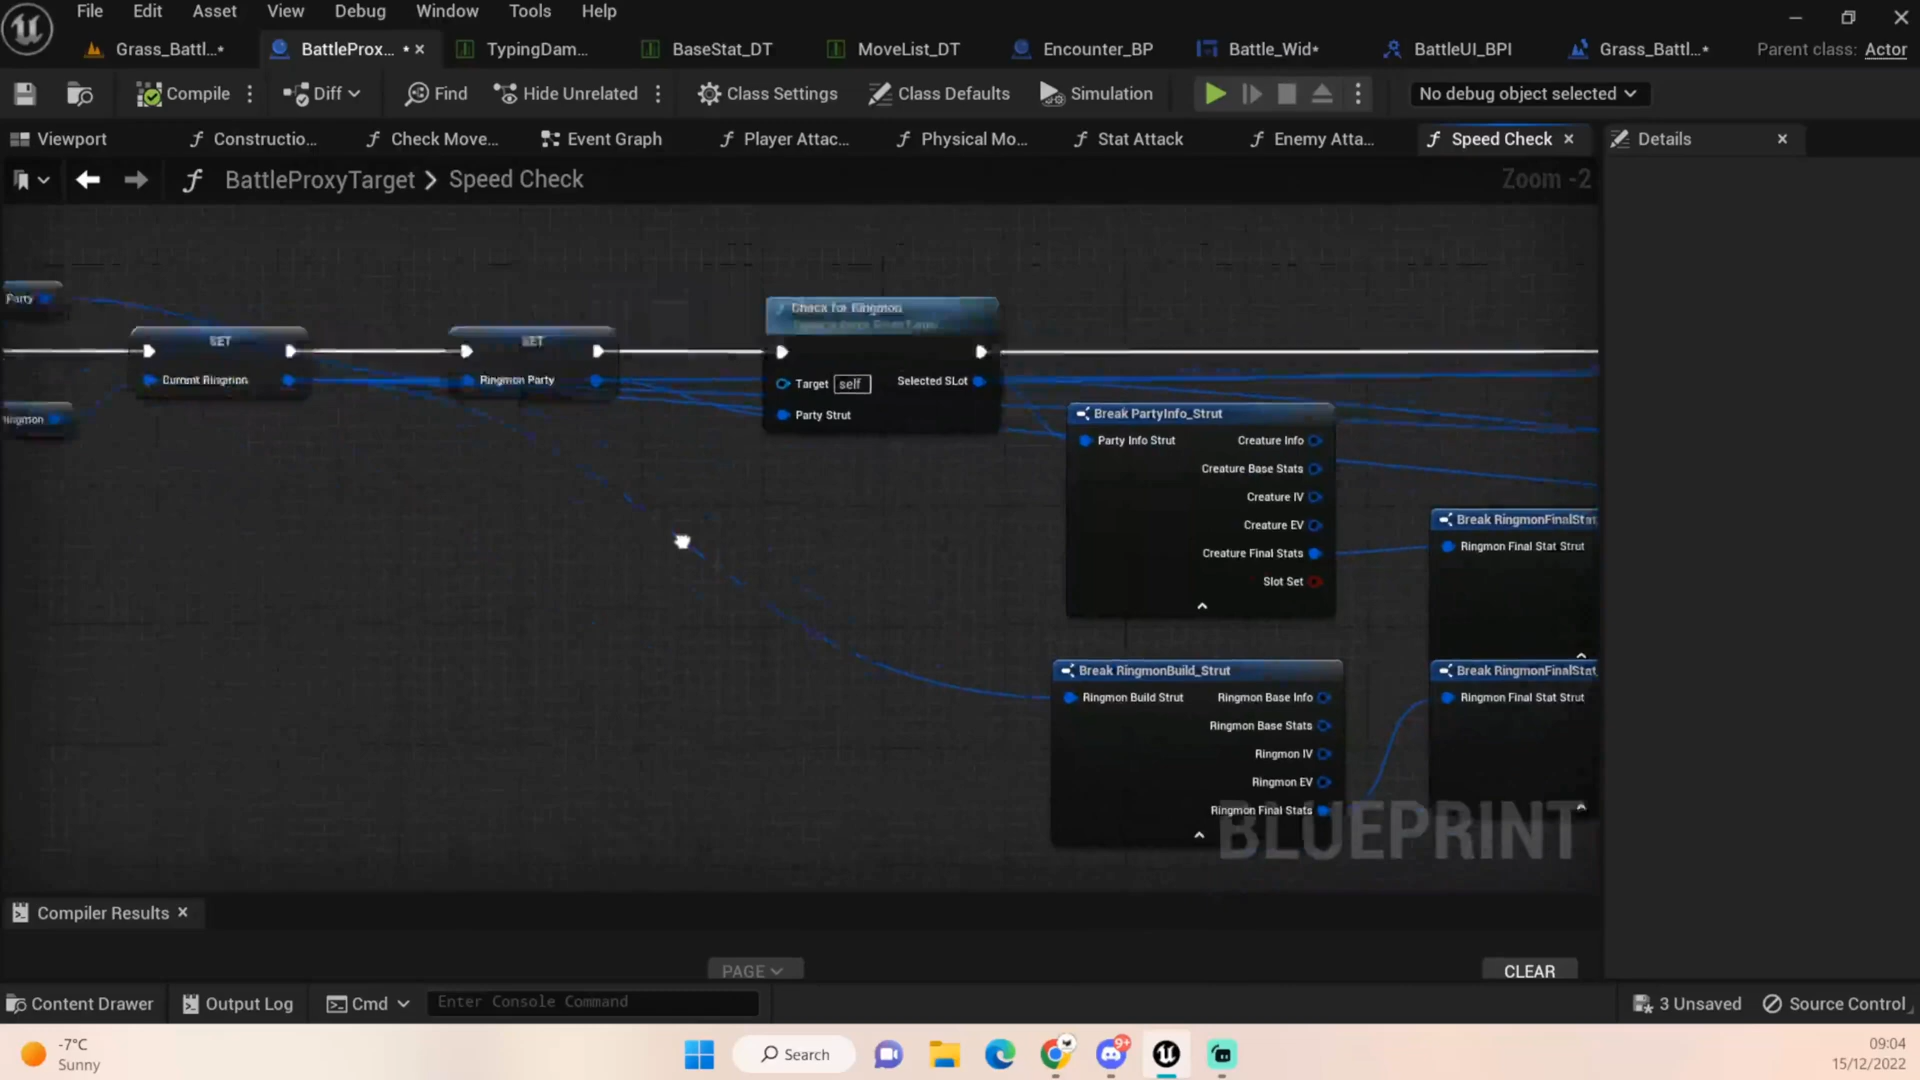 File Edit Asset View Debug Window Tools Help
Grass_Battl...* BattleProx... * TypingDam... BaseStat_DT MoveList_DT Encounter_BP Battle_Wid* BattleUI_BPI Grass_Battl...* Parent class: Actor
Compile Diff Find Hide Unrelated Class Settings Class Defaults Simulation No debug object selected
Viewport Constructio... Check Move... Event Graph Player Attac... Physical Mo... Stat Attack Enemy Atta... Speed Check Details
BattleProxyTarget > Speed Check Zoom -2
Party
SET
Current Ringmon
Ringmon
SET
Ringmon Party
Check for Ringmon
Target self Selected SLot
Party Strut
Break PartyInfo_Strut
Party Info Strut Creature Info
Creature Base Stats
Creature IV
Creature EV
Creature Final Stats
Slot Set
Break RingmonFinalStat
Ringmon Final Stat Strut
Break RingmonBuild_Strut
Ringmon Build Strut Ringmon Base Info
Ringmon Base Stats
Ringmon IV
Ringmon EV
Ringmon Final Stats
Break RingmonFinalStat
Ringmon Final Stat Strut
BLUEPRINT
Compiler Results
PAGE CLEAR
Content Drawer Output Log Cmd Enter Console Command 3 Unsaved Source Control
-7°C
Sunny
Search
9+
09:04
15/12/2022